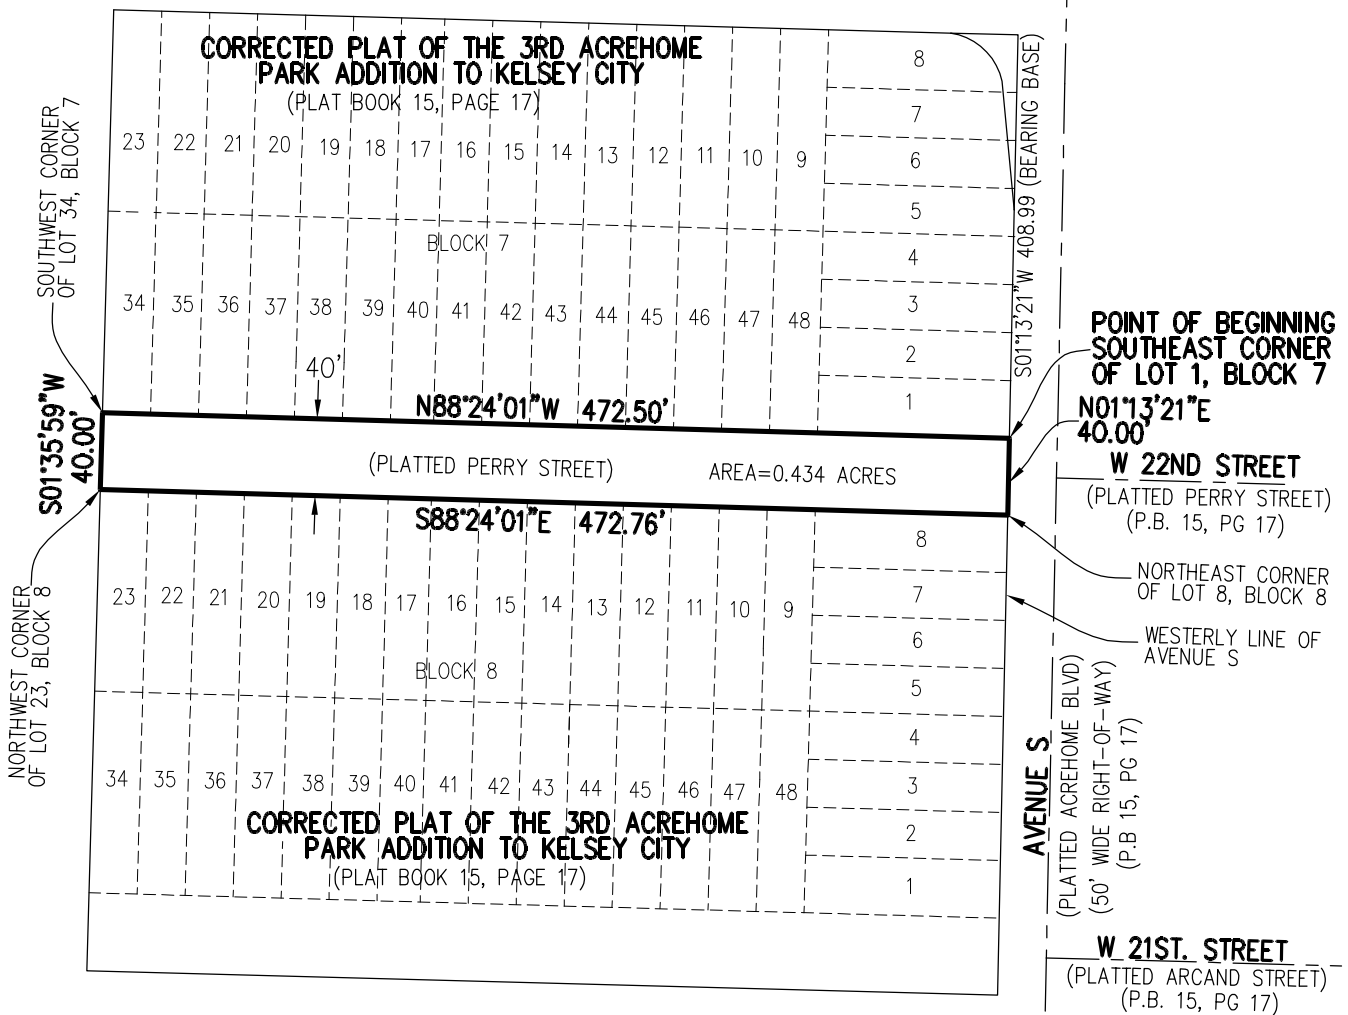 CORRECTED PLAT OF THE 3RD ACREHOME
PARK ADDITION TO KELSEY CITY
(PLAT BOOK 15, PAGE 17)
8
7
6
5
4
3
2
1
23 22 21 20 19 18 17 16 15 14 13 12 11 10 9
BLOCK 7
34 35 36 37 38 39 40 41 42 43 44 45 46 47 48
SOUTHWEST CORNER
OF LOT 34, BLOCK 7
S01°13'21"W 408.99 (BEARING BASE)
POINT OF BEGINNING
SOUTHEAST CORNER
OF LOT 1, BLOCK 7
N01°13'21"E
40.00'
40'
N88°24'01"W 472.50'
S01°35'59"W
40.00'
(PLATTED PERRY STREET)
AREA=0.434 ACRES
S88°24'01"E 472.76'
W 22ND STREET
(PLATTED PERRY STREET)
(P.B. 15, PG 17)
NORTHEAST CORNER
OF LOT 8, BLOCK 8
WESTERLY LINE OF
AVENUE S
NORTHWEST CORNER
OF LOT 23, BLOCK 8
8
7
6
5
4
3
2
1
23 22 21 20 19 18 17 16 15 14 13 12 11 10 9
BLOCK 8
34 35 36 37 38 39 40 41 42 43 44 45 46 47 48
CORRECTED PLAT OF THE 3RD ACREHOME
PARK ADDITION TO KELSEY CITY
(PLAT BOOK 15, PAGE 17)
AVENUE S
(PLATTED ACREHOME BLVD)
(50' WIDE RIGHT-OF-WAY)
(P.B 15, PG 17)
W 21ST. STREET
(PLATTED ARCAND STREET)
(P.B. 15, PG 17)